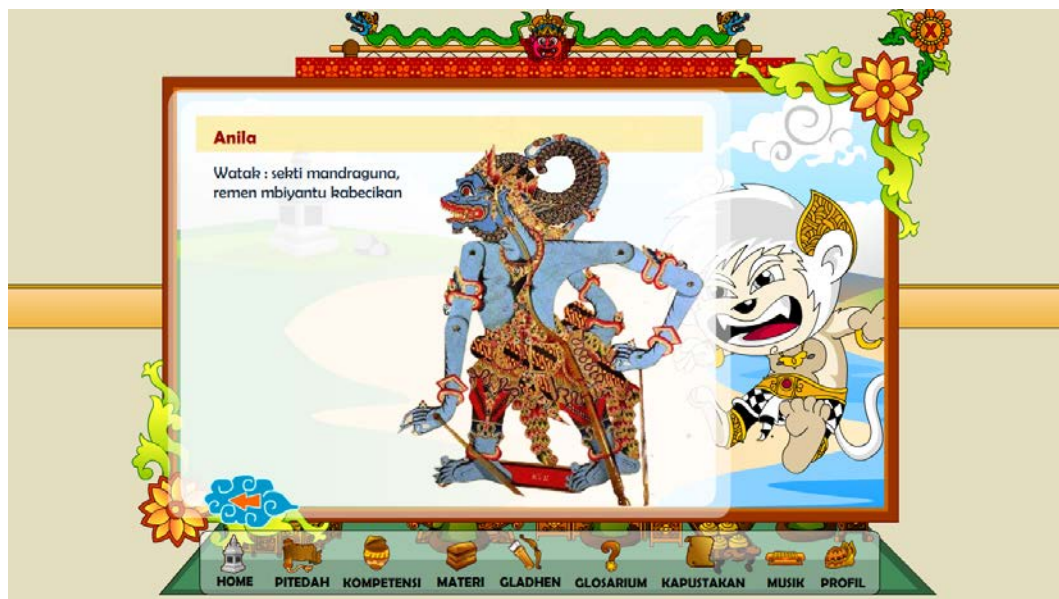 X
Anila
Watak : sekti mandraguna,
remen mbiyantu kabecikan
HOME PITEDAH KOMPETENSI MATERI GLADHEN GLOSARIUM KAPUSTAKAN MUSIK PROFIL